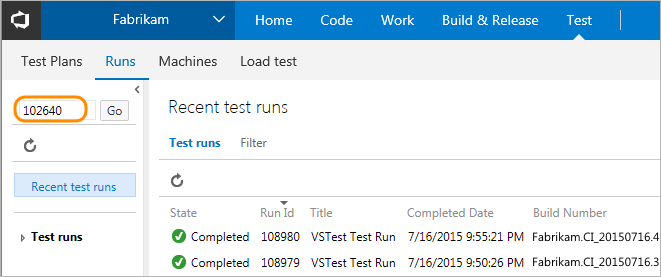 Fabrikam Home Code Work Build & Release Test
Test Plans Runs Machines Load test
102640 Go
Recent test runs
Test runs
Recent test runs
Test runs Filter
State Run Id Title Completed Date Build Number
Completed 108980 VSTest Test Run 7/16/2015 9:55:21 PM Fabrikam.CI_20150716.4
Completed 108979 VSTest Test Run 7/16/2015 9:50:26 PM Fabrikam.CI_20150716.3